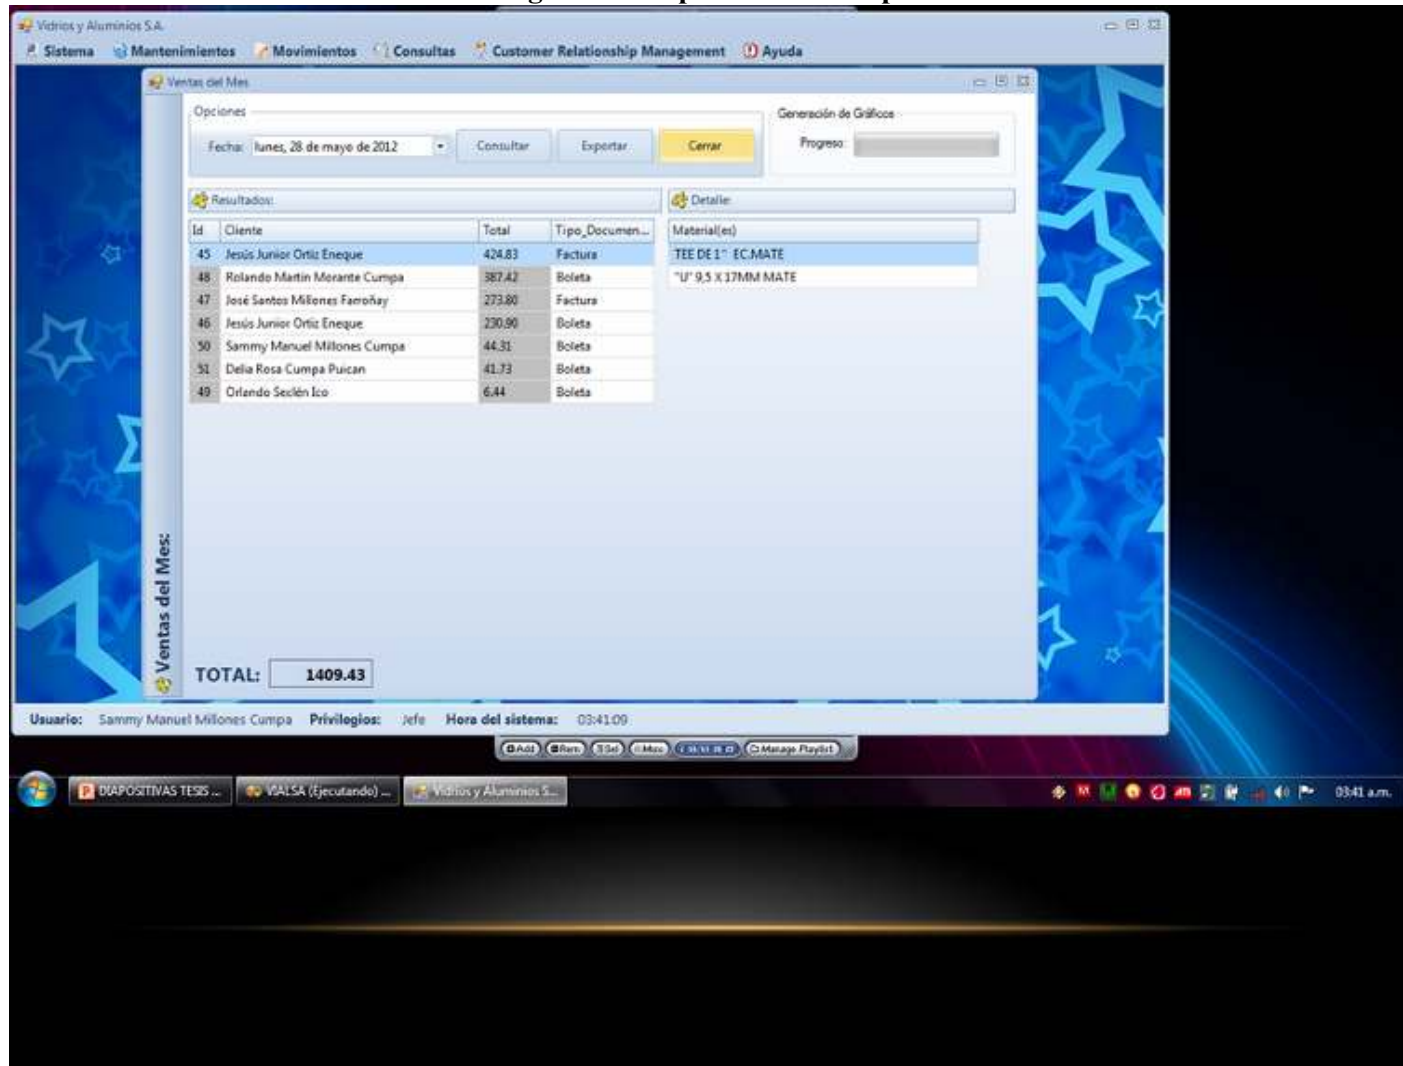 Vidrios y Aluminios S.A.
Sistema Mantenimientos Movimientos Consultas Customer Relationship Management Ayuda
Ventas del Mes
Opciones
Generación de Gráficos
Fecha: lunes, 28 de mayo de 2012 Consultar Exportar Cerrar Progreso:
Resultados: Detalle:
Id Cliente Total Tipo_Documen... Material(es)
45 Jesús Junior Ortiz Eneque 424.83 Factura TEE DE 1" EC.MATE
48 Rolando Martin Morante Cumpa 387.42 Boleta "U" 9,5 X 17MM MATE
47 José Santos Millones Farroñay 273.80 Factura
46 Jesús Junior Ortiz Eneque 230.90 Boleta
50 Sammy Manuel Millones Cumpa 44.31 Boleta
51 Delia Rosa Cumpa Puican 41.73 Boleta
49 Orlando Seclén Ico 6.44 Boleta
Ventas del Mes:
TOTAL: 1409.43
Usuario: Sammy Manuel Millones Cumpa Privilegios: Jefe Hora del sistema: 03:41:09
Add Rem Sel Misc Manage Playlist
DIAPOSITIVAS TESIS ... VIALSA (Ejecutando) ... Vidrios y Aluminios S... 03:41 a.m.